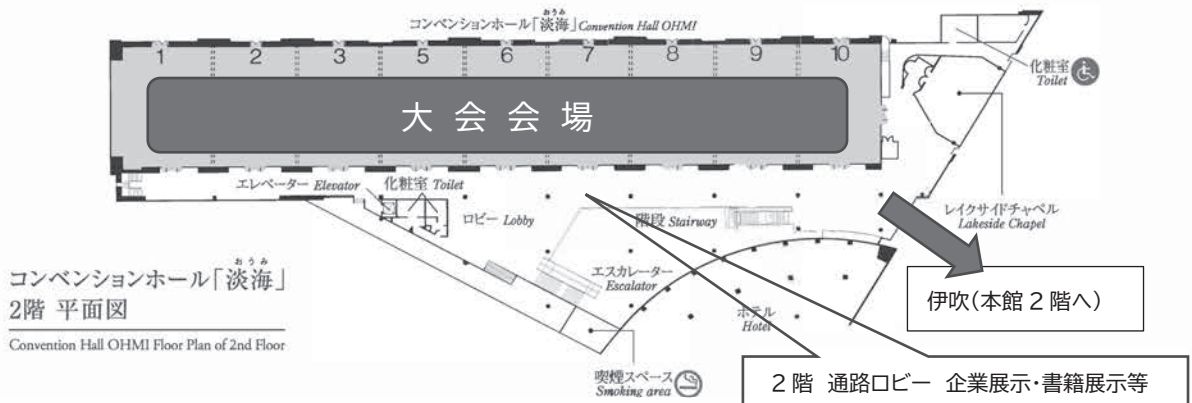 おうみ
コンベンションホール「淡海」Convention Hall OHMI
1 2 3 5 6 7 8 9 10
大会会場
化粧室
Toilet
エレベーター Elevator
化粧室 Toilet
ロビー Lobby
階段 Stairway
レイクサイドチャペル
Lakeside Chapel
エスカレーター
Escalator
おうみ
コンベンションホール「淡海」
2階 平面図
Convention Hall OHMI Floor Plan of 2nd Floor
伊吹(本館2階へ)
ホテル
Hotel
喫煙スペース
Smoking area
2階 通路ロビー 企業展示・書籍展示等